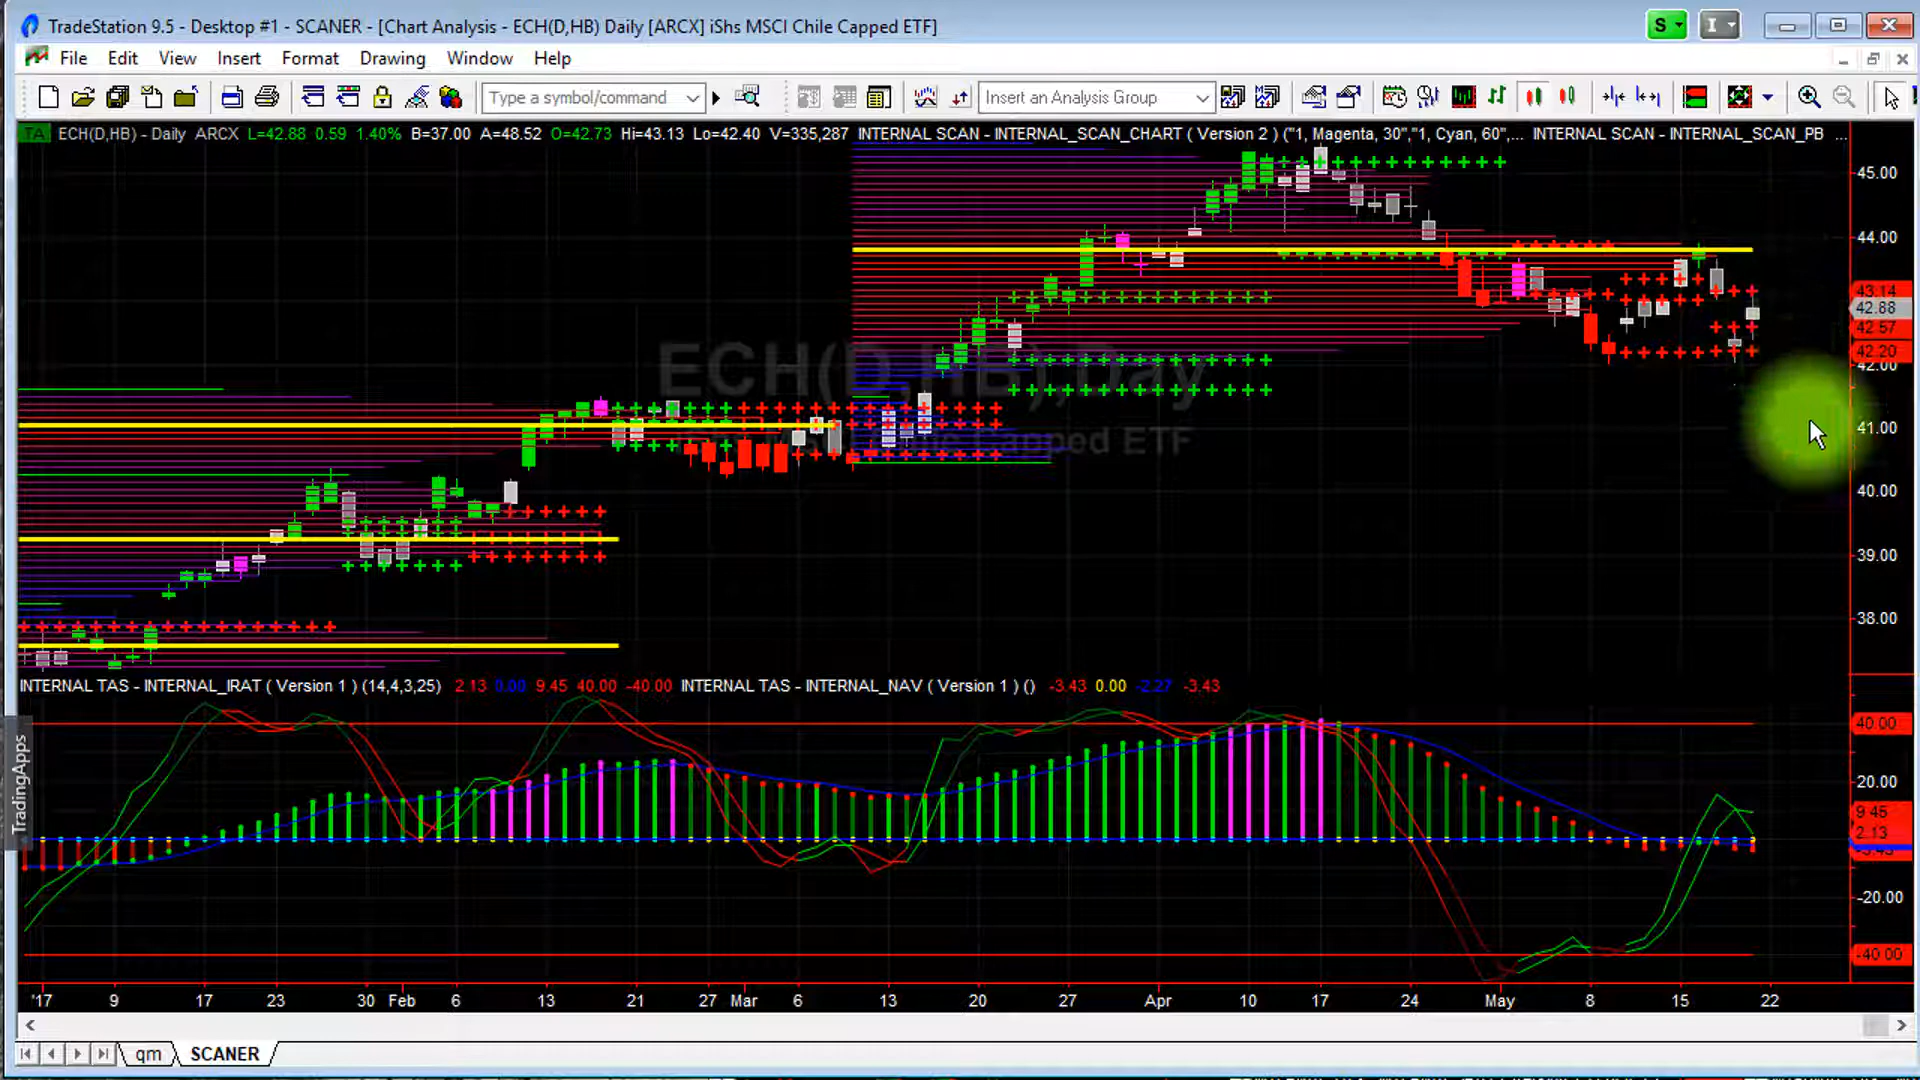 TradeStation 9.5 - Desktop #1 - SCANER - [Chart Analysis - ECH(D,HB) Daily [ARCX] iShs MSCI Chile Capped ETF]
S I
File Edit View Insert Format Drawing Window Help
Type a symbol/command Insert an Analysis Group
TA ECH(D,HB) - Daily ARCX L=42.88 0.59 1.40% B=37.00 A=48.52 O=42.73 Hi=43.13 Lo=42.40 V=335,287 INTERNAL SCAN - INTERNAL_SCAN_CHART ( Version 2 ) ("1, Magenta, 30","1, Cyan, 60",... INTERNAL SCAN - INTERNAL_SCAN_PB ...
45.00
44.00
43.14
42.88
42.57
42.20
42.00
ECH(D,HB), Day
41.00
40.00
39.00
38.00
INTERNAL TAS - INTERNAL_IRAT ( Version 1 ) (14,4,3,25) 2.13 0.00 9.45 40.00 -40.00 INTERNAL TAS - INTERNAL_NAV ( Version 1 ) () -3.43 0.00 -2.27 -3.43
40.00
TradingApps
20.00
9.45
2.13
-20.00
-40.00
'17 9 17 23 30 Feb 6 13 21 27 Mar 6 13 20 27 Apr 10 17 24 May 8 15 22
qm SCANER